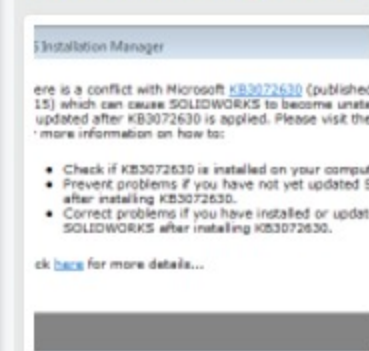 S Installation Manager
ere is a conflict with Microsoft KB3072630 (published
15) which can cause SOLIDWORKS to become unsta
updated after KB3072630 is applied. Please visit the
more information on how to:
• Check if KB3072630 is installed on your comput
• Prevent problems if you have not yet updated S
after installing KB3072630.
• Correct problems if you have installed or updat
SOLIDWORKS after installing KB3072630.
ck here for more details...